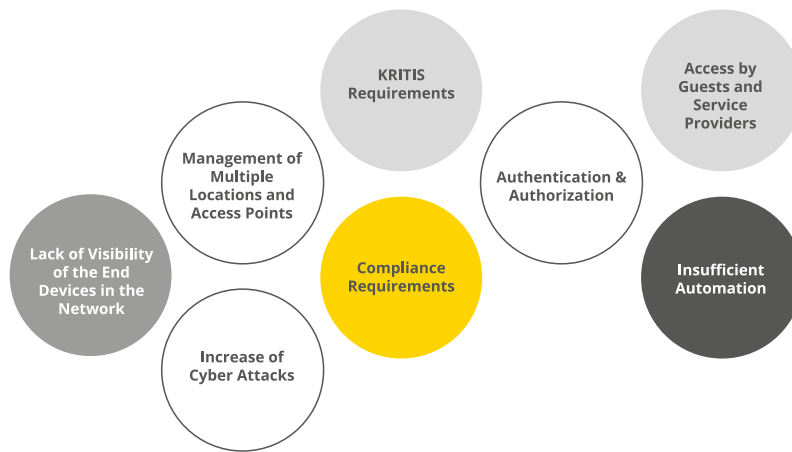 KRITIS
Requirements
Access by
Guests and
Service
Providers
Management of
Multiple
Locations and
Access Points
Authentication &
Authorization
Lack of Visibility
of the End
Devices in the
Network
Compliance
Requirements
Insufficient
Automation
Increase of
Cyber Attacks